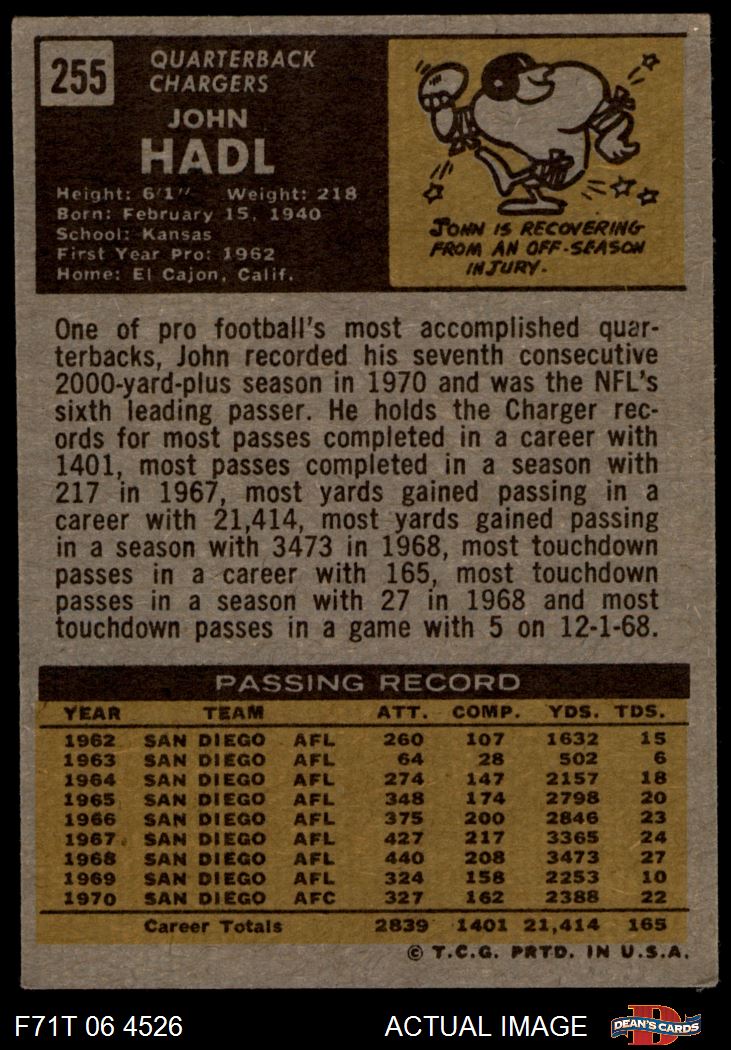 255
QUARTERBACK
CHARGERS
JOHN
HADL
Height: 6'1" Weight: 218
Born: February 15, 1940
School: Kansas
First Year Pro: 1962
Home: El Cajon, Calif.
JOHN IS RECOVERING
FROM AN OFF-SEASON
INJURY.
One of pro football's most accomplished quar-
terbacks, John recorded his seventh consecutive
2000-yard-plus season in 1970 and was the NFL's
sixth leading passer. He holds the Charger rec-
ords for most passes completed in a career with
1401, most passes completed in a season with
217 in 1967, most yards gained passing in a
career with 21,414, most yards gained passing
in a season with 3473 in 1968, most touchdown
passes in a career with 165, most touchdown
passes in a season with 27 in 1968 and most
touchdown passes in a game with 5 on 12-1-68.
PASSING RECORD
YEAR TEAM ATT. COMP. YDS. TDS.
1962 SAN DIEGO AFL 260 107 1632 15
1963 SAN DIEGO AFL 64 28 502 6
1964 SAN DIEGO AFL 274 147 2157 18
1965 SAN DIEGO AFL 348 174 2798 20
1966 SAN DIEGO AFL 375 200 2846 23
1967 SAN DIEGO AFL 427 217 3365 24
1968 SAN DIEGO AFL 440 208 3473 27
1969 SAN DIEGO AFL 324 158 2253 10
1970 SAN DIEGO AFC 327 162 2388 22
Career Totals 2839 1401 21,414 165
© T.C.G. PRTD. IN U.S.A.
F71T 06 4526 ACTUAL IMAGE D DEAN'S CARDS